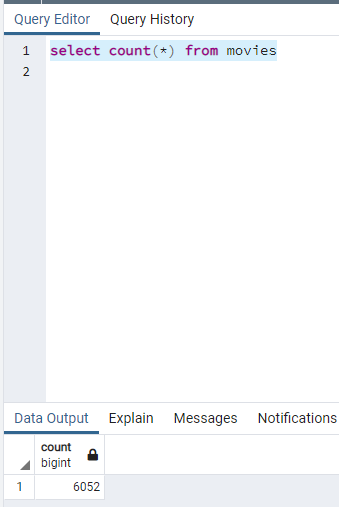 Query Editor Query History
1 select count(*) from movies
2
Data Output Explain Messages Notifications
count
bigint
1 6052